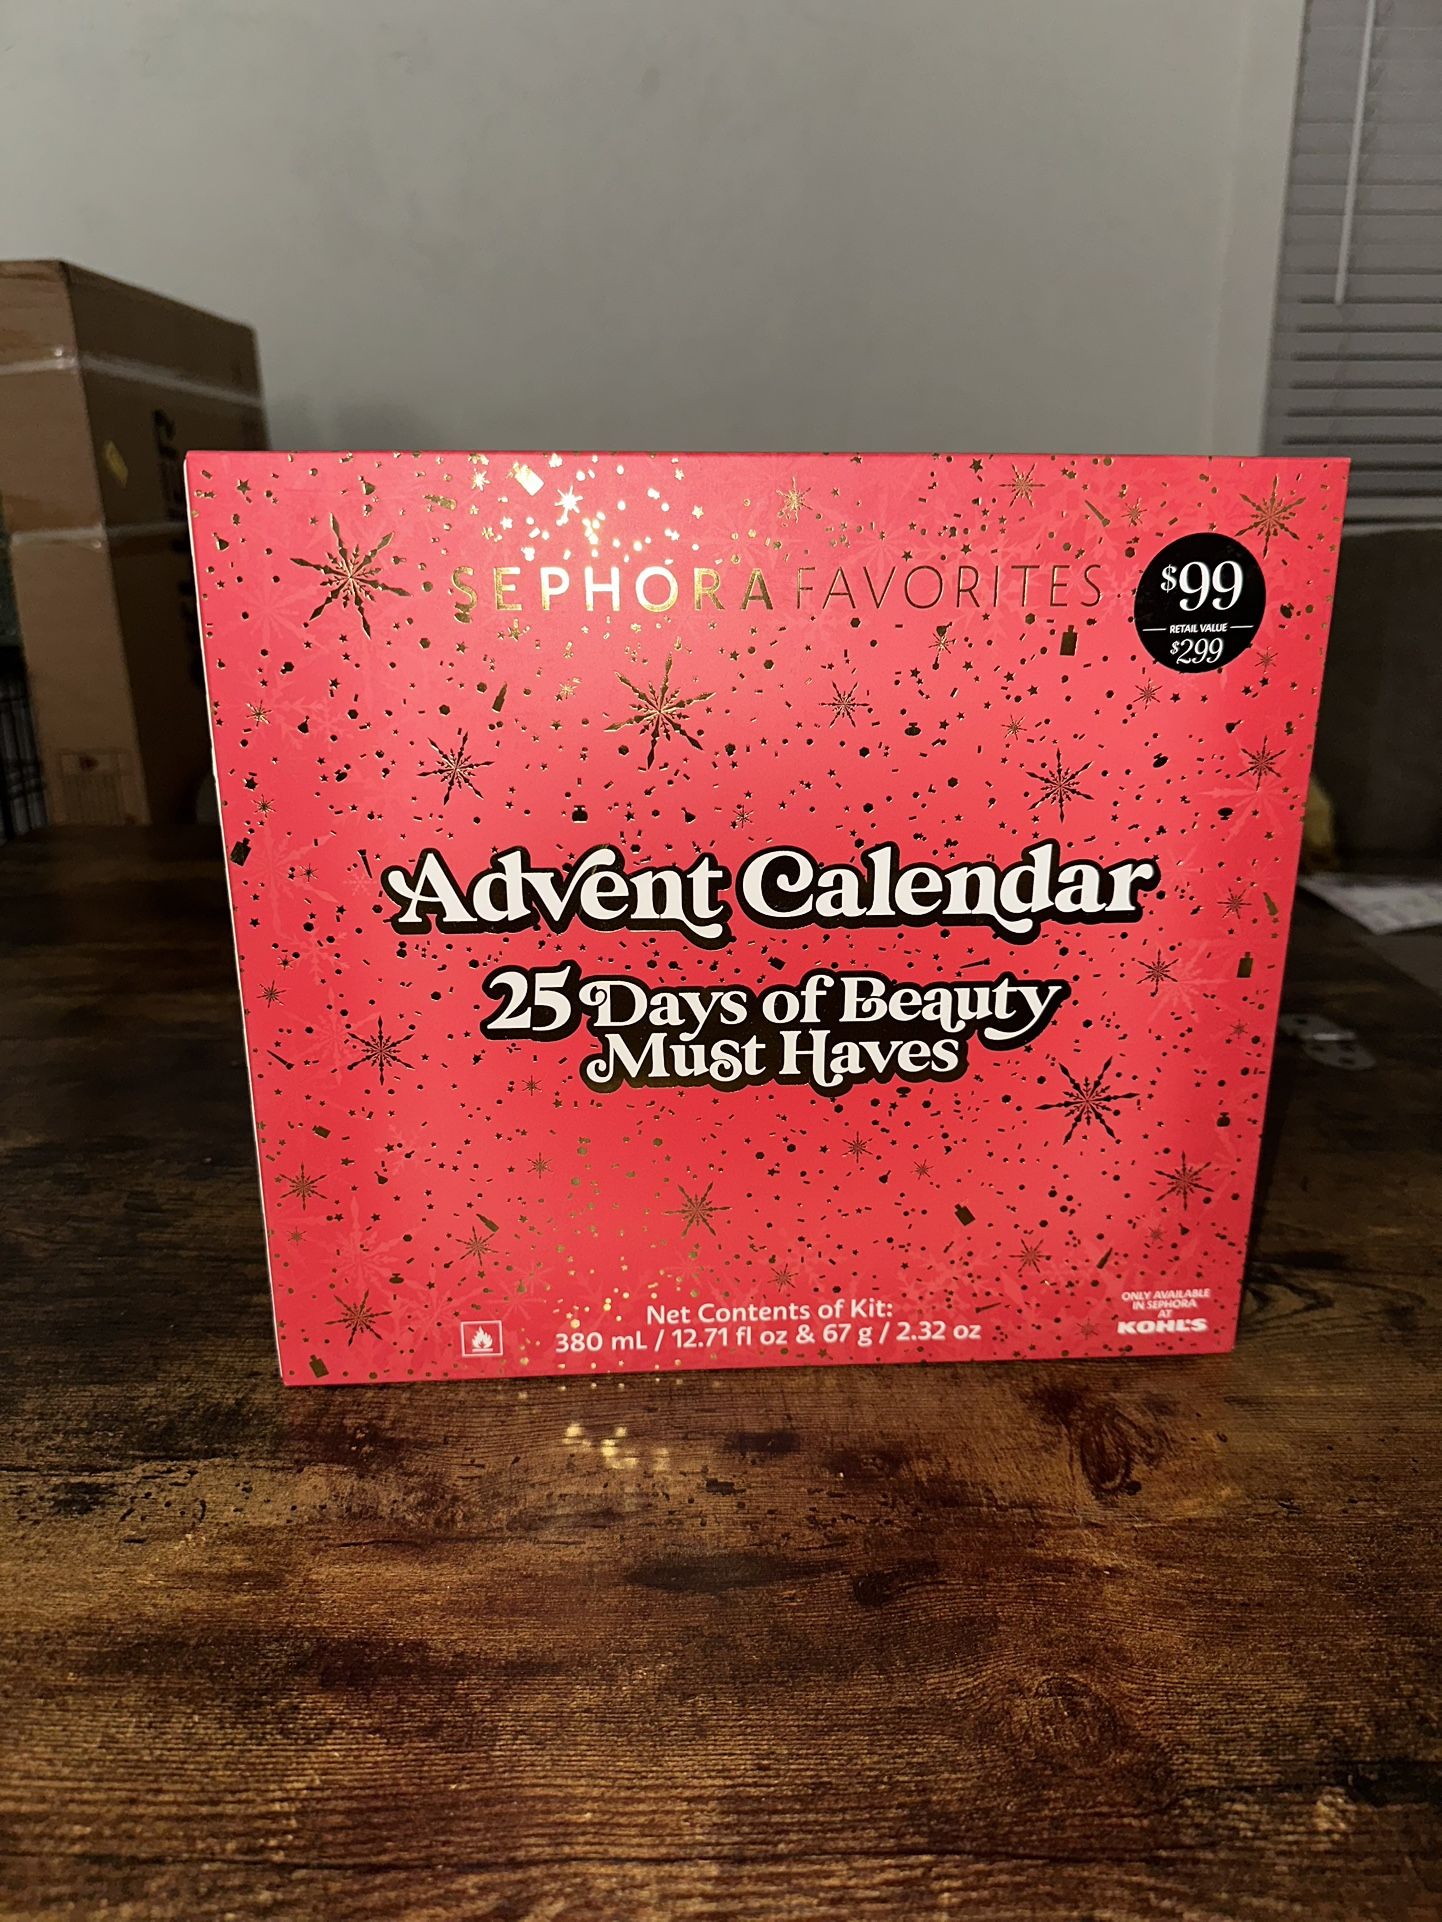 SEPHORA FAVORITES
$99
RETAIL VALUE
$299
Advent Calendar
25 Days of Beauty
Must Haves
Net Contents of Kit:
380 mL / 12.71 fl oz & 67 g / 2.32 oz
ONLY AVAILABLE
IN SEPHORA
AT
KOHL'S